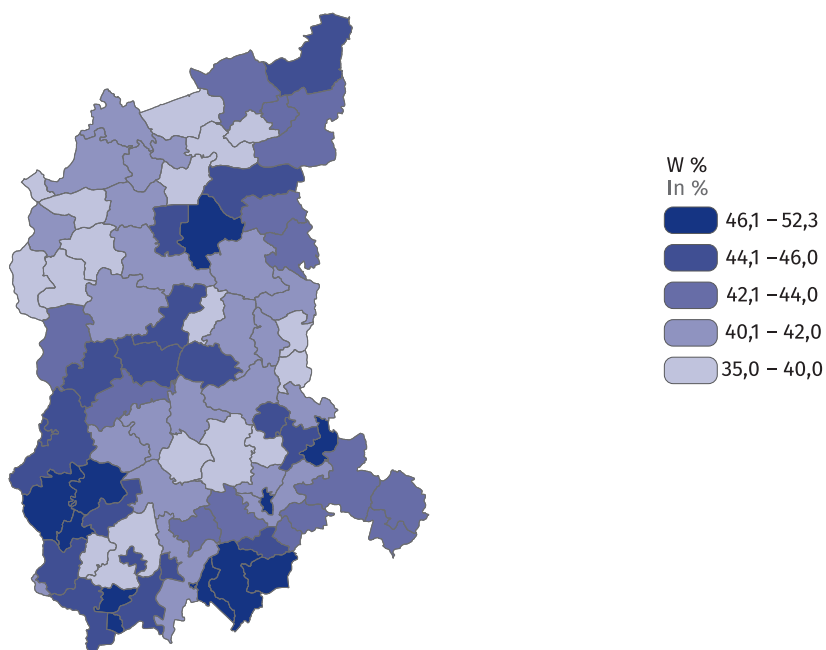 W %
In %
46,1 – 52,3
44,1 – 46,0
42,1 – 44,0
40,1 – 42,0
35,0 – 40,0